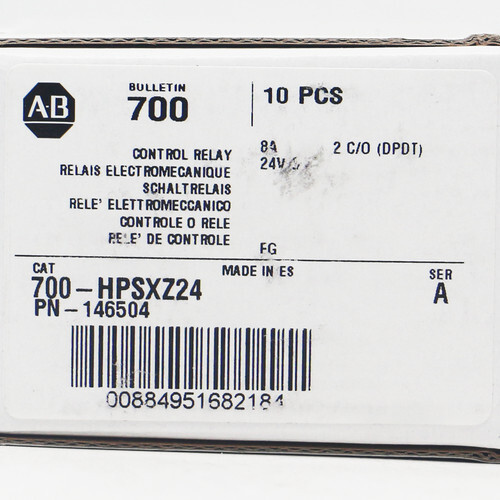 A-B
BULLETIN
700
10 PCS
CONTROL RELAY
RELAIS ELECTROMECANIQUE
SCHALTRELAIS
RELE' ELETTROMECCANICO
CONTROLE O RELE
RELE' DE CONTROLE
8A 2 C/O (DPDT)
FG
CAT
MADE IN ES
SER
700-HPSXZ24
A
PN-146504
00884951682184